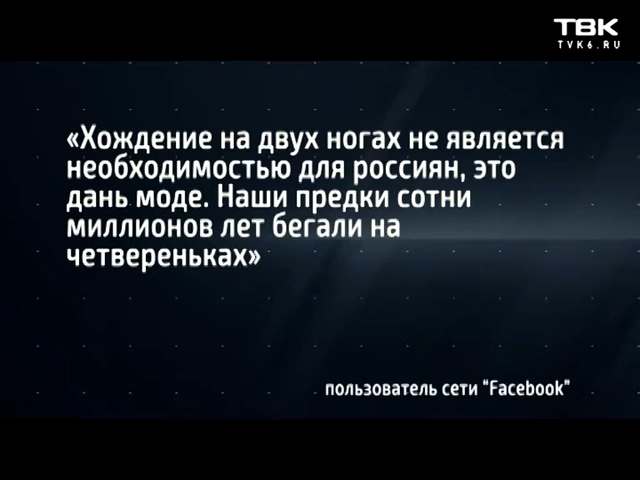 ТВК
TVK6.RU
«Хождение на двух ногах не является
необходимостью для россиян, это
дань моде. Наши предки сотни
миллионов лет бегали на
четвереньках»
пользователь сети “Facebook”